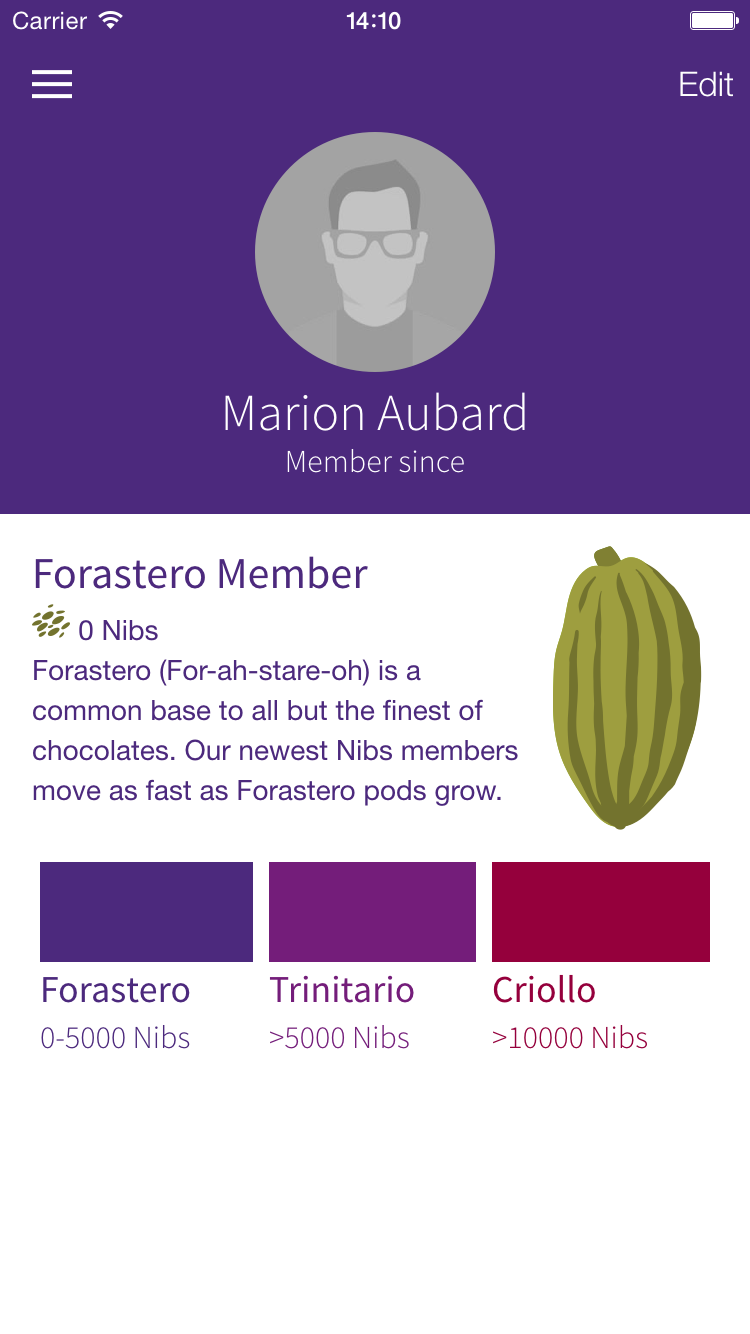 Carrier 14:10
Edit
Marion Aubard
Member since
Forastero Member
0 Nibs
Forastero (For-ah-stare-oh) is a
common base to all but the finest of
chocolates. Our newest Nibs members
move as fast as Forastero pods grow.
Forastero Trinitario Criollo
0-5000 Nibs >5000 Nibs >10000 Nibs